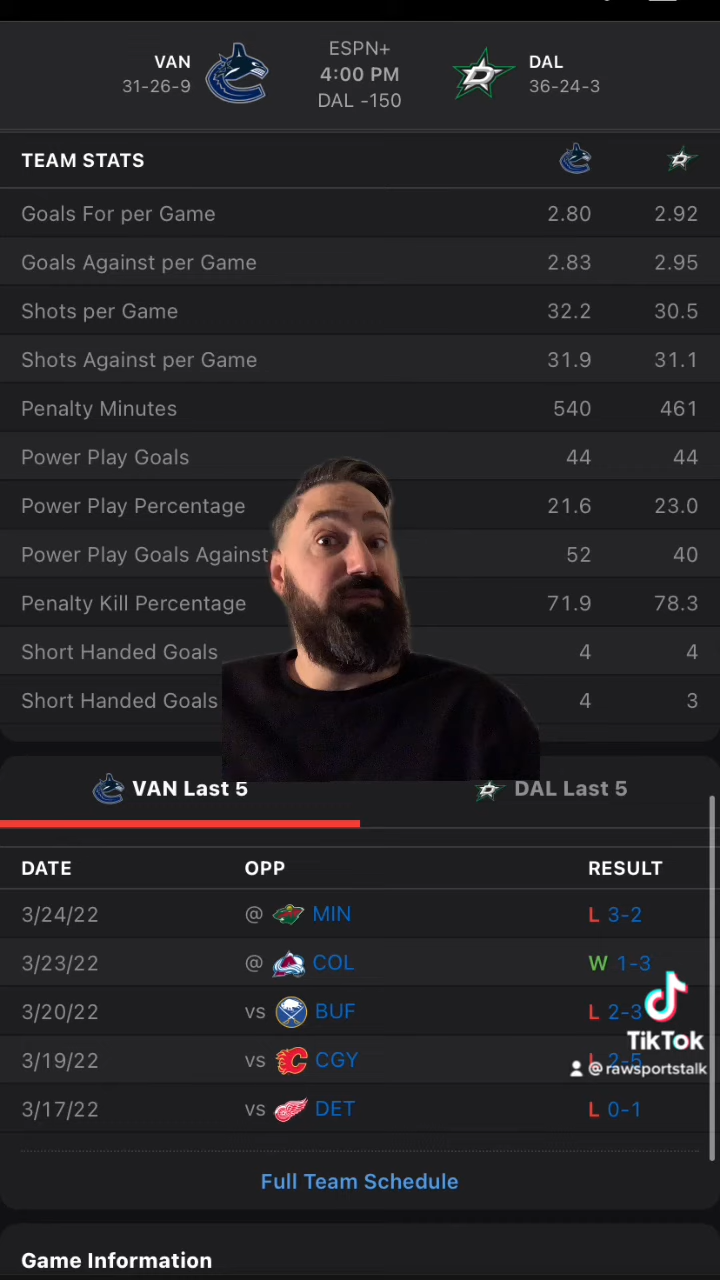 VAN
31-26-9
ESPN+
4:00 PM
DAL -150
DAL
36-24-3
TEAM STATS
Goals For per Game 2.80 2.92
Goals Against per Game 2.83 2.95
Shots per Game 32.2 30.5
Shots Against per Game 31.9 31.1
Penalty Minutes 540 461
Power Play Goals 44 44
Power Play Percentage 21.6 23.0
Power Play Goals Against 52 40
Penalty Kill Percentage 71.9 78.3
Short Handed Goals 4 4
Short Handed Goals 4 3
VAN Last 5 DAL Last 5
DATE OPP RESULT
3/24/22 @ MIN L 3-2
3/23/22 @ COL W 1-3
3/20/22 vs BUF L 2-3
3/19/22 vs CGY L 2-5
3/17/22 vs DET L 0-1
TikTok
@rawsportstalk
Full Team Schedule
Game Information